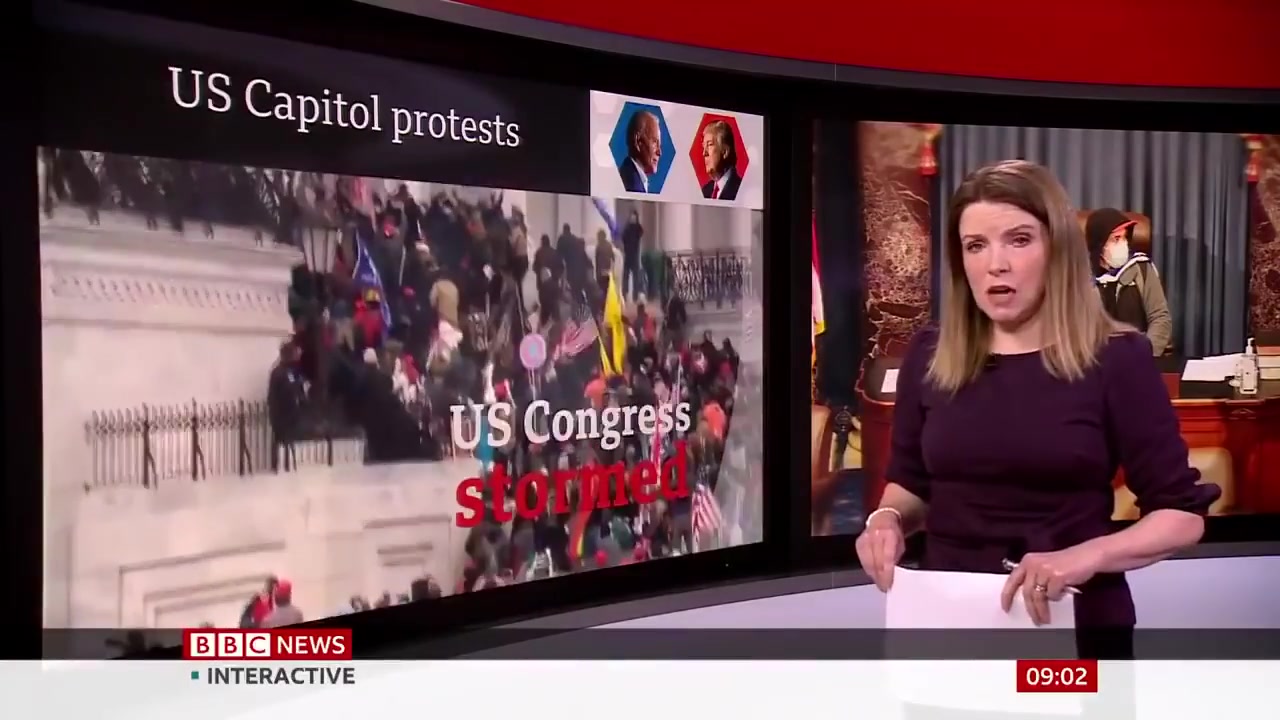 US Capitol protests
US Congress
stormed
BBC NEWS
INTERACTIVE
09:02